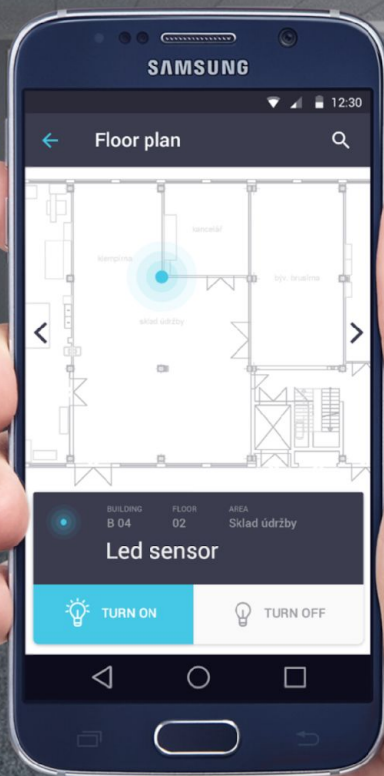 SAMSUNG
12:30
Floor plan
kancelář
sklad údržby
BUILDING FLOOR AREA
B 04 02 Sklad údržby
Led sensor
TURN ON TURN OFF